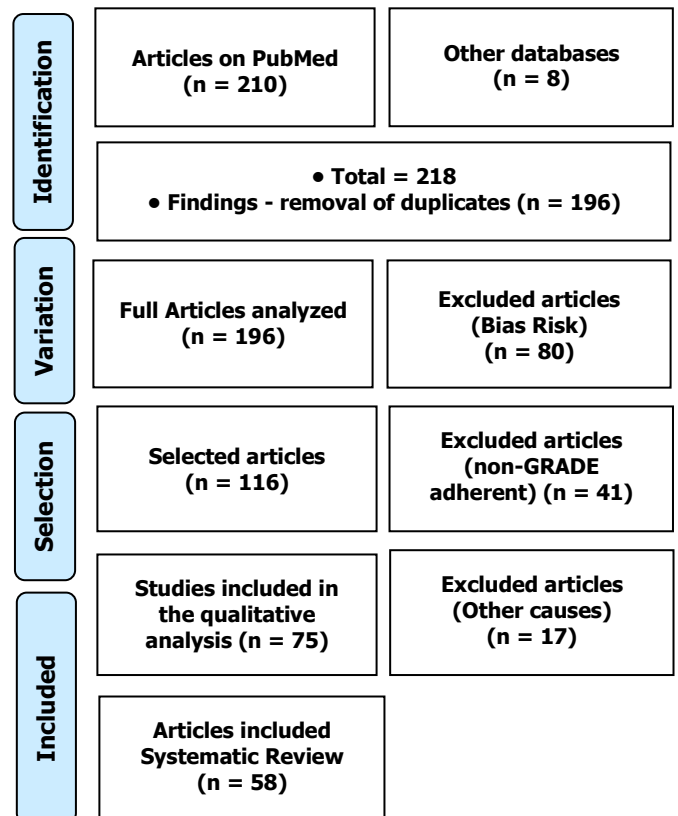 Identification
Articles on PubMed
(n = 210)
Other databases
(n = 8)
● Total = 218
● Findings - removal of duplicates (n = 196)
Variation
Full Articles analyzed
(n = 196)
Excluded articles
(Bias Risk)
(n = 80)
Selection
Selected articles
(n = 116)
Excluded articles
(non-GRADE
adherent) (n = 41)
Included
Studies included in
the qualitative
analysis (n = 75)
Excluded articles
(Other causes)
(n = 17)
Articles included
Systematic Review
(n = 58)